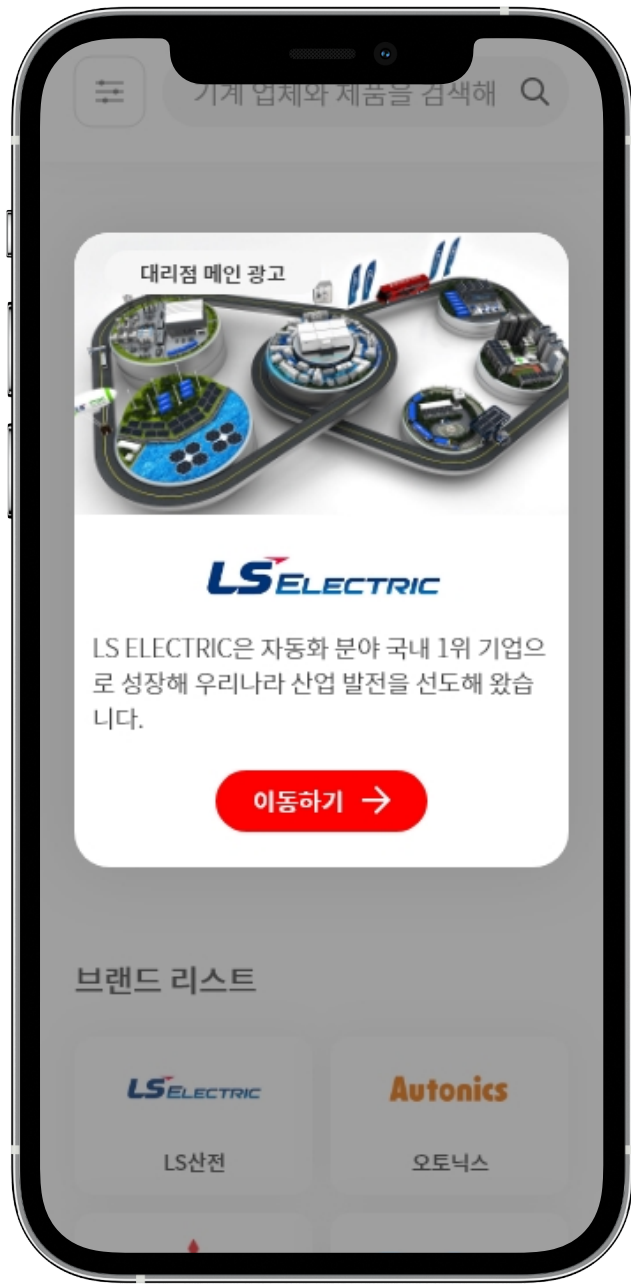 기계 업체와 제품을 검색해
대리점 메인 광고
LS ELECTRIC
LS ELECTRIC은 자동화 분야 국내 1위 기업으
로 성장해 우리나라 산업 발전을 선도해 왔습
니다.
이동하기
브랜드 리스트
LS ELECTRIC
Autonics
LS산전
오토닉스